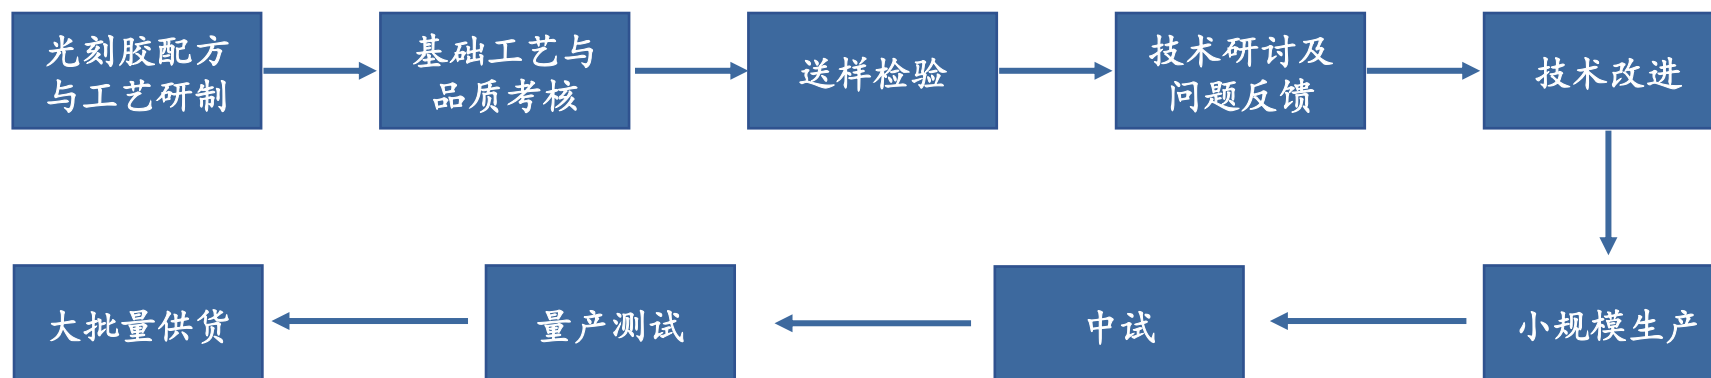 光刻胶配方
与工艺研制
基础工艺与
品质考核
送样检验
技术研讨及
问题反馈
技术改进
小规模生产
中试
量产测试
大批量供货